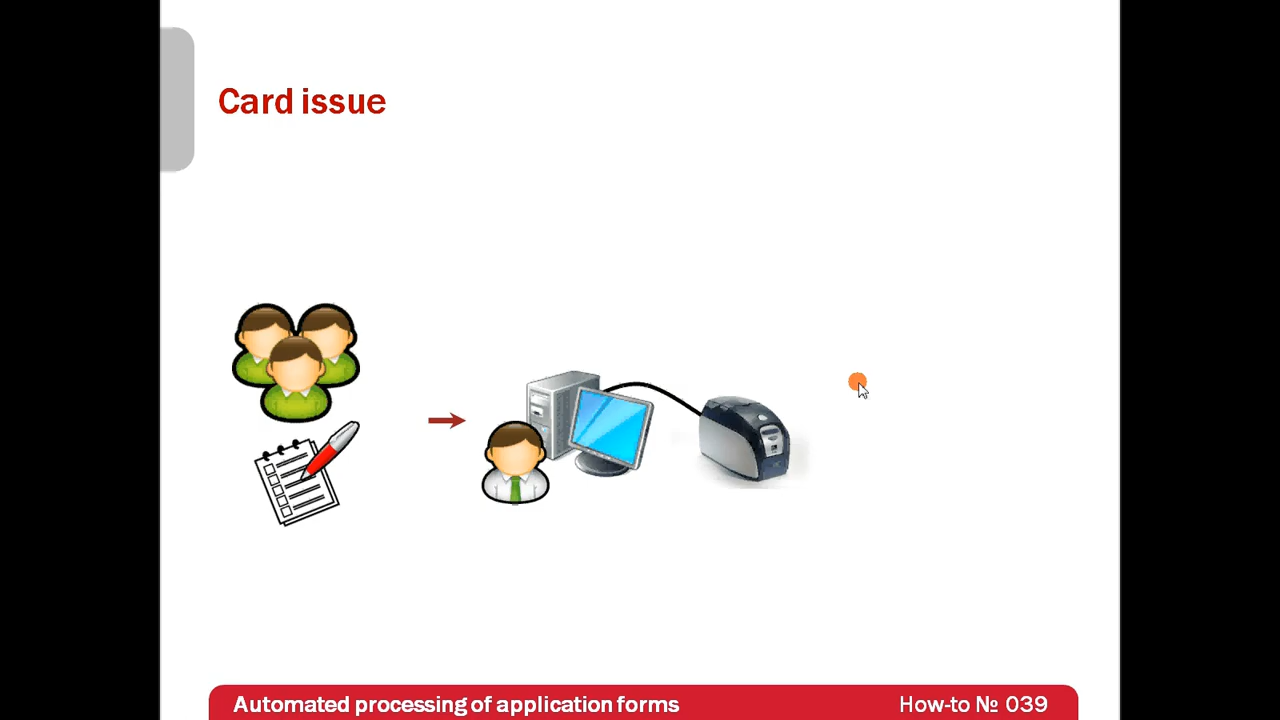 Card issue
Automated processing of application forms
How-to № 039